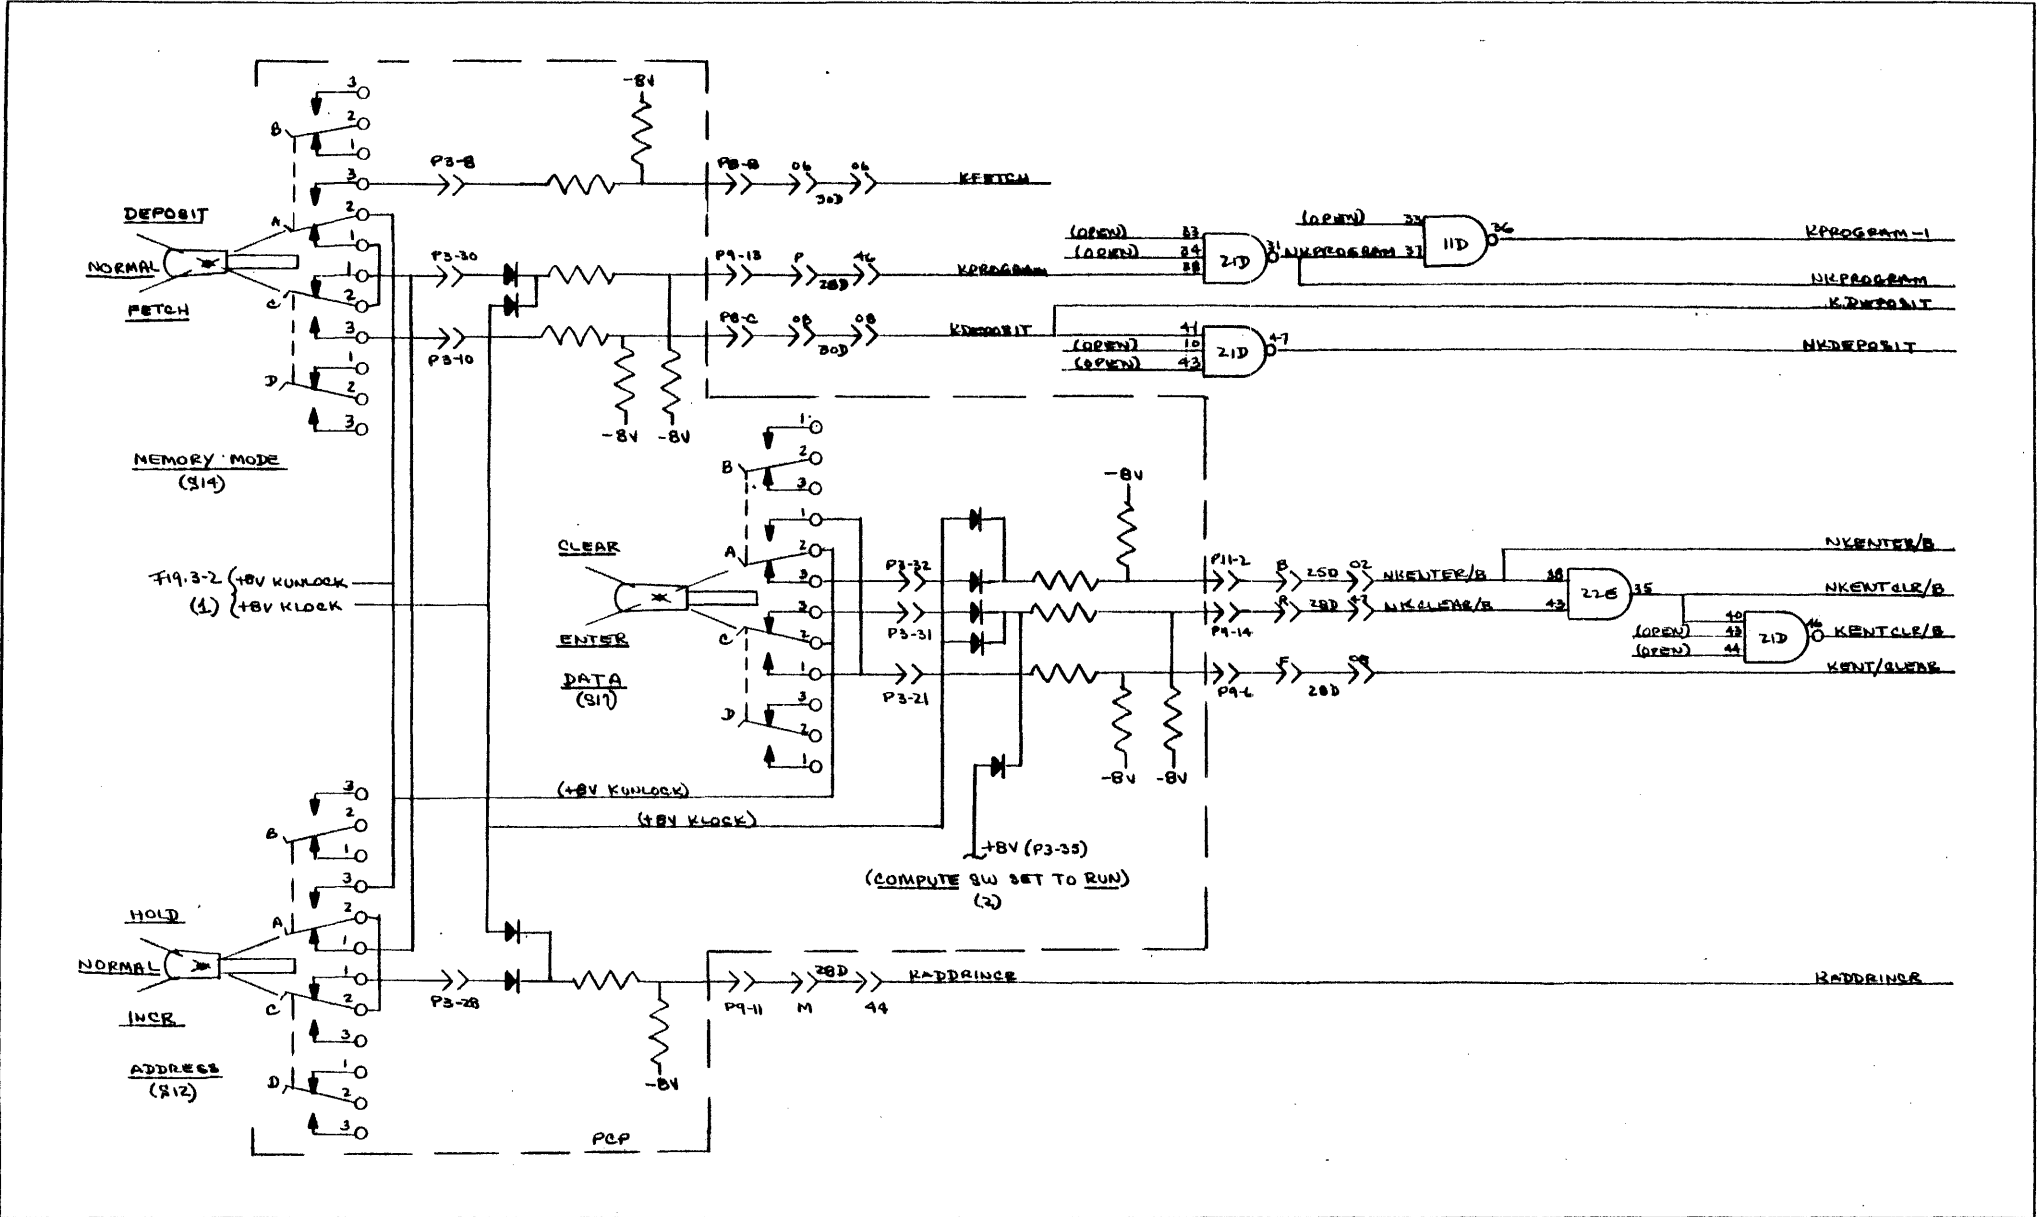 3
-8V
2
B
1
P3-8
P8-B
06
06
3
KFETCH
30D
DEPOSIT
2
A
(OPEN) 33
36
11D
KPROGRAM-1
1
(OPEN) 33
31
NORMAL
1
P3-30
P9-13
P
46
(OPEN) 34
21D
NKPROGRAM 37
KPROGRAM
38
28D
NKPROGRAM
2
C
FETCH
P8-C
08
08
K DEPOSIT
3
KDEPOSIT
41
47
P3-10
30D
(OPEN) 10
21D
NKDEPOSIT
1
(OPEN) 43
D
2
3
-8V
-8V
1
MEMORY MODE
(S14)
2
B
3
-8V
1
CLEAR
2
A
NKENTER/B
P3-32
P11-2
B
25D
02
NKENTER/B
38
FIG. 3-2 {+8V KUNLOCK
3
22E
35
NKENTCLR/B
(1) {+8V KLOCK
3
R
28D
47
NKCLEAR/B
43
P3-31
P9-14
40
46
ENTER
C
2
(OPEN) 43
21D
KENTCLR/B
(OPEN) 44
DATA
1
F
08
KENT/CLEAR
(S17)
P3-21
P9-6
28D
3
D
2
1
-8V
-8V
3
(+8V KUNLOCK)
2
(+8V KLOCK)
B
1
+8V (P3-35)
3
(COMPUTE SW SET TO RUN)
(2)
HOLD
2
A
1
NORMAL
1
28D
KADDRINCR
KADDRINCR
P3-28
P9-11
M
44
2
C
INCR
3
ADDRESS
1
-8V
(S12)
D
2
3
PCP